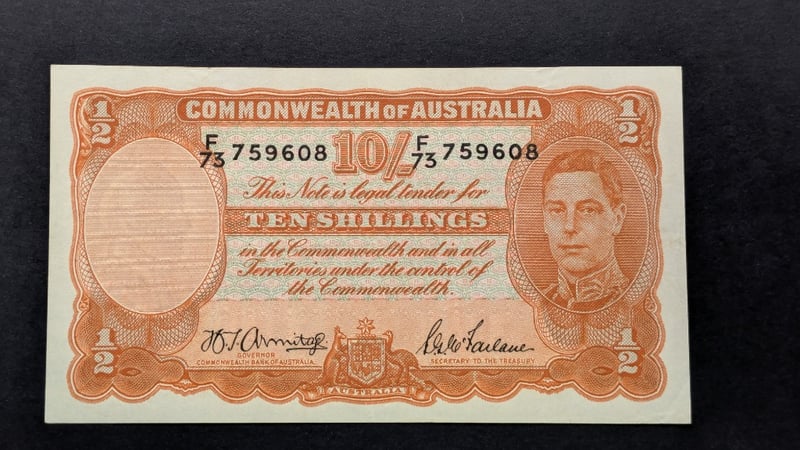 ½ COMMONWEALTH OF AUSTRALIA ½
F/73 759608 10/- F/73 759608
This Note is legal tender for
TEN SHILLINGS
in the Commonwealth and in all
Territories under the control of
the Commonwealth.
H.T. Armitage S.G. McFarlane
GOVERNOR SECRETARY TO THE TREASURY.
COMMONWEALTH BANK OF AUSTRALIA.
½ AUSTRALIA ½